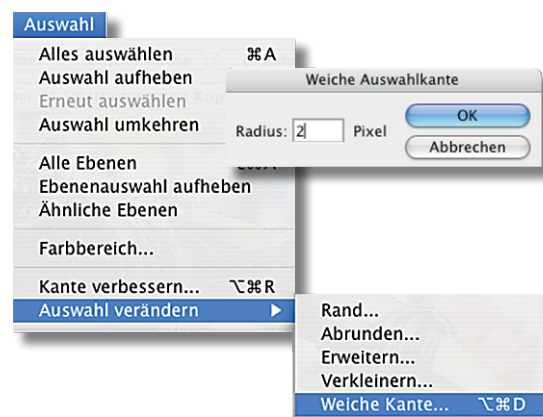 Auswahl
Alles auswählen ⌘A
Auswahl aufheben
Erneut auswählen
Auswahl umkehren
Alle Ebenen
Ebenenauswahl aufheben
Ähnliche Ebenen
Farbbereich...
Kante verbessern... ⌥⌘R
Auswahl verändern ▶
Weiche Auswahlkante
Radius: 2 Pixel
OK
Abbrechen
Rand...
Abrunden...
Erweitern...
Verkleinern...
Weiche Kante... ⌥⌘D